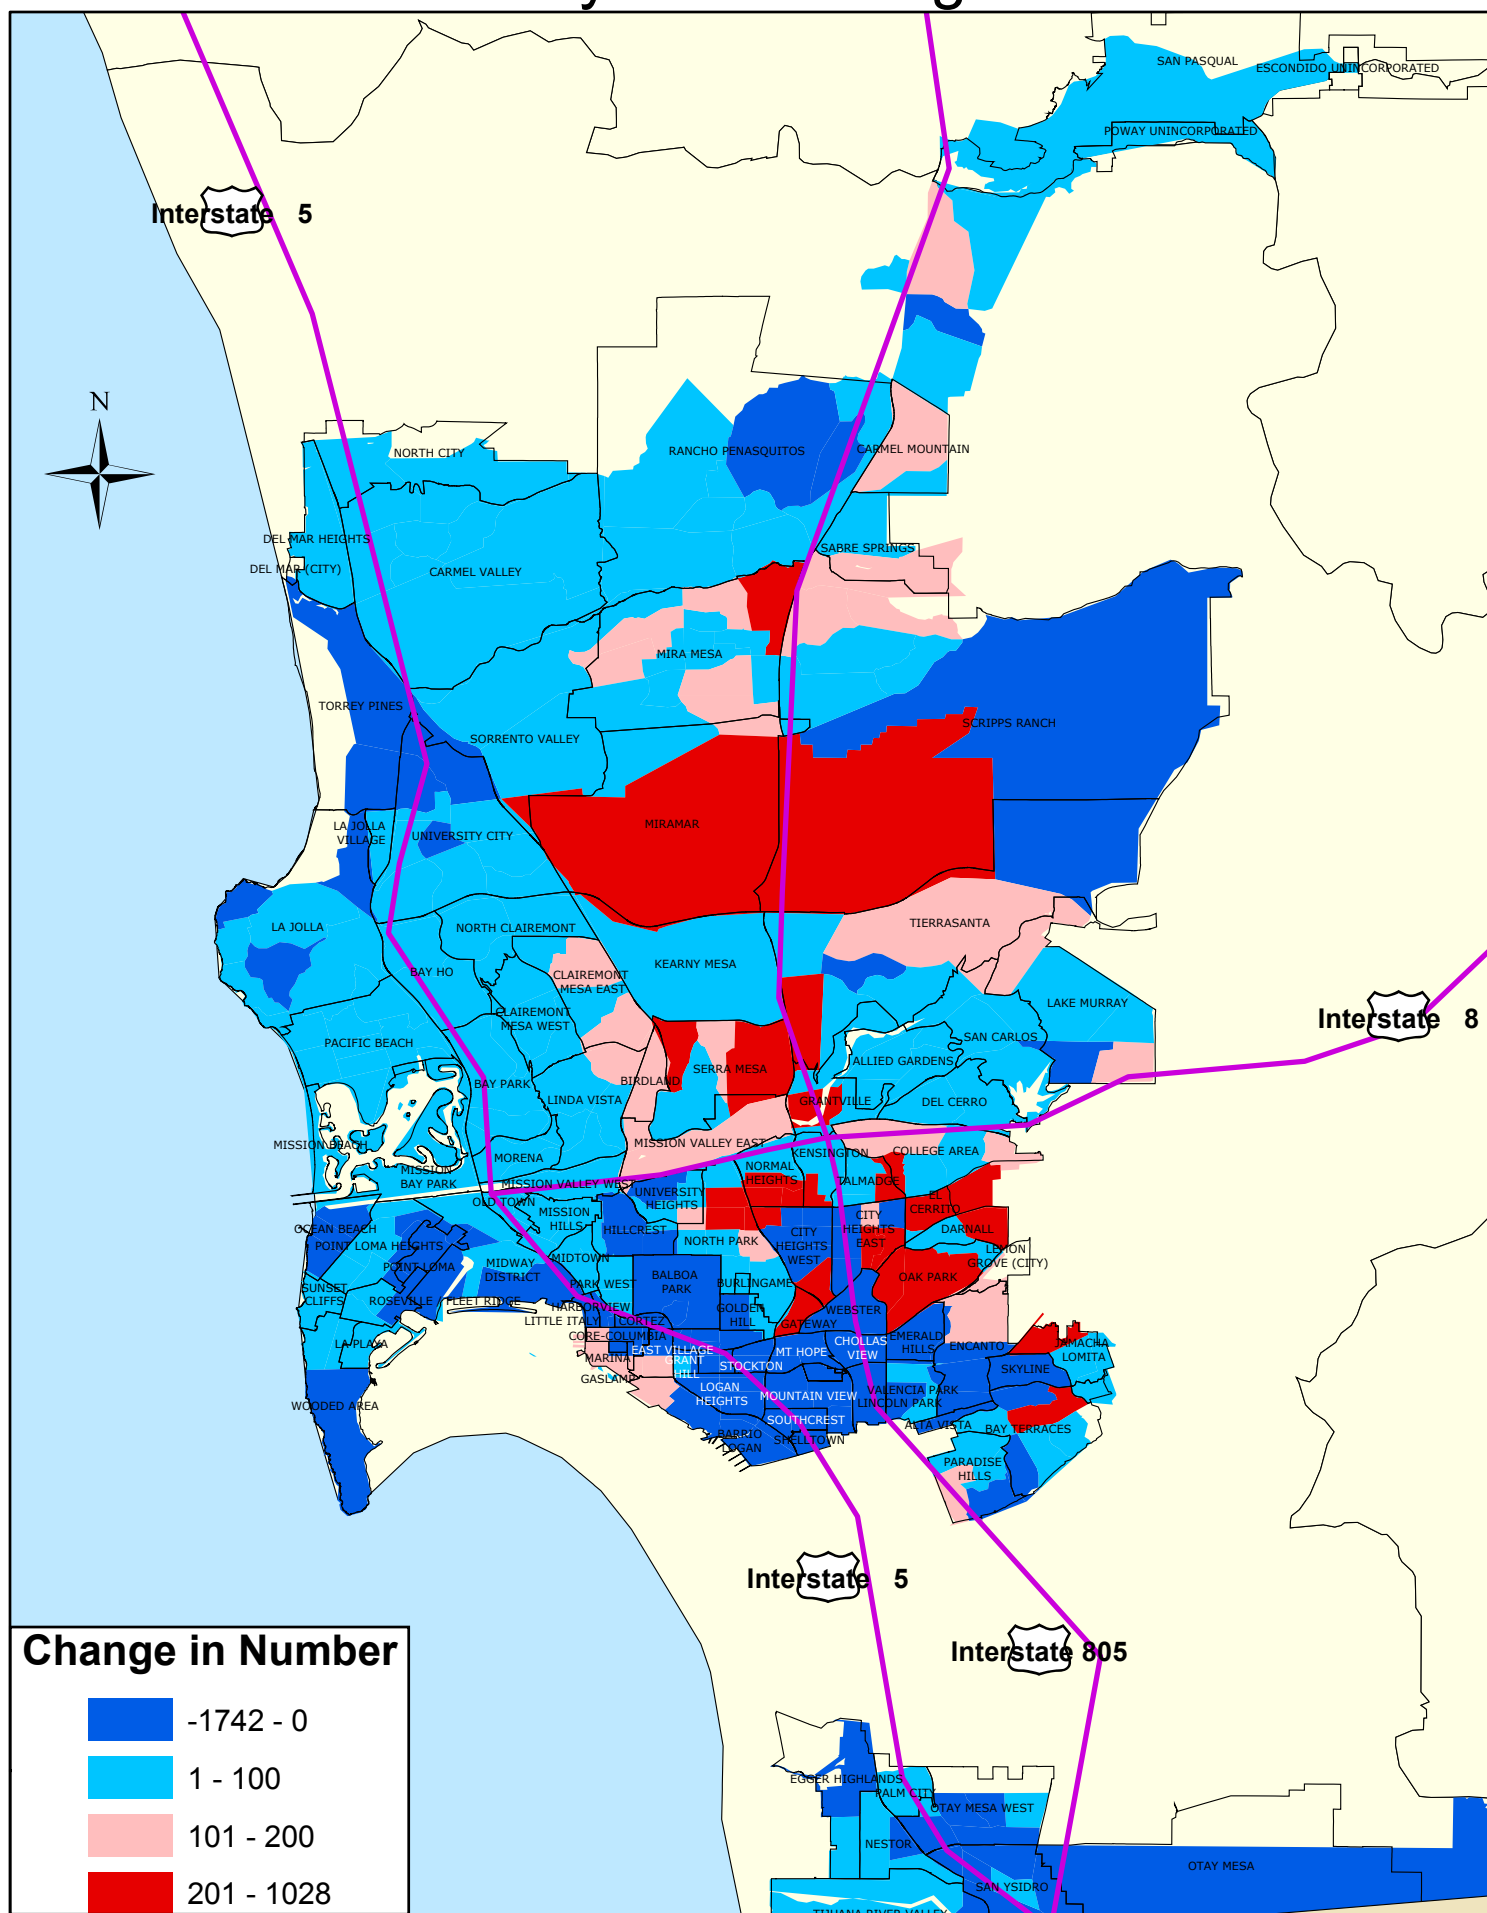 SAN PASQUAL
ESCONDIDO UNINCORPORATED
POWAY UNINCORPORATED
Interstate 5
N
NORTH CITY
RANCHO PENASQUITOS
CARMEL MOUNTAIN
DEL MAR HEIGHTS
SABRE SPRINGS
DEL MAR (CITY)
CARMEL VALLEY
MIRA MESA
TORREY PINES
SCRIPPS RANCH
SORRENTO VALLEY
MIRAMAR
LA JOLLA
VILLAGE
UNIVERSITY CITY
TIERRASANTA
LA JOLLA
NORTH CLAIREMONT
KEARNY MESA
BAY HO
CLAIREMONT
MESA EAST
LAKE MURRAY
CLAIREMONT
MESA WEST
Interstate 8
PACIFIC BEACH
SAN CARLOS
ALLIED GARDENS
SERRA MESA
BIRDLAND
BAY PARK
LINDA VISTA
GRANTVILLE
DEL CERRO
MISSION BEACH
MISSION VALLEY EAST
KENSINGTON
COLLEGE AREA
MORENA
MISSION
BAY PARK
NORMAL
HEIGHTS
TALMADGE
MISSION VALLEY WEST
UNIVERSITY
HEIGHTS
EL
CERRITO
OLD TOWN
MISSION
HILLS
CITY
HEIGHTS
EAST
OCEAN BEACH
HILLCREST
DARNALL
CITY
HEIGHTS
WEST
NORTH PARK
POINT LOMA HEIGHTS
LEMON
GROVE (CITY)
MIDTOWN
POINT LOMA
MIDWAY
DISTRICT
OAK PARK
BALBOA
PARK
PARK WEST
BURLINGAME
SUNSET
CLIFFS
ROSEVILLE / FLEET RIDGE
HARBORVIEW
GOLDEN
HILL
WEBSTER
LITTLE ITALY
CORTEZ
GATEWAY
CORE-COLUMBIA
EMERALD
HILLS
CHOLLAS
VIEW
LA PLAYA
ENCANTO
JAMACHA
LOMITA
EAST VILLAGE
MT HOPE
MARINA
GRANT
HILL
STOCKTON
SKYLINE
GASLAMP
LOGAN
HEIGHTS
MOUNTAIN VIEW
VALENCIA PARK
LINCOLN PARK
WOODED AREA
SOUTHCREST
ALTA VISTA
BAY TERRACES
BARRIO
LOGAN
SHELLTOWN
PARADISE
HILLS
Interstate 5
Interstate 805
Change in Number
-1742 - 0
1 - 100
101 - 200
201 - 1028
EGGER HIGHLANDS
PALM CITY
OTAY MESA WEST
NESTOR
OTAY MESA
SAN YSIDRO
TIJUANA RIVER VALLEY